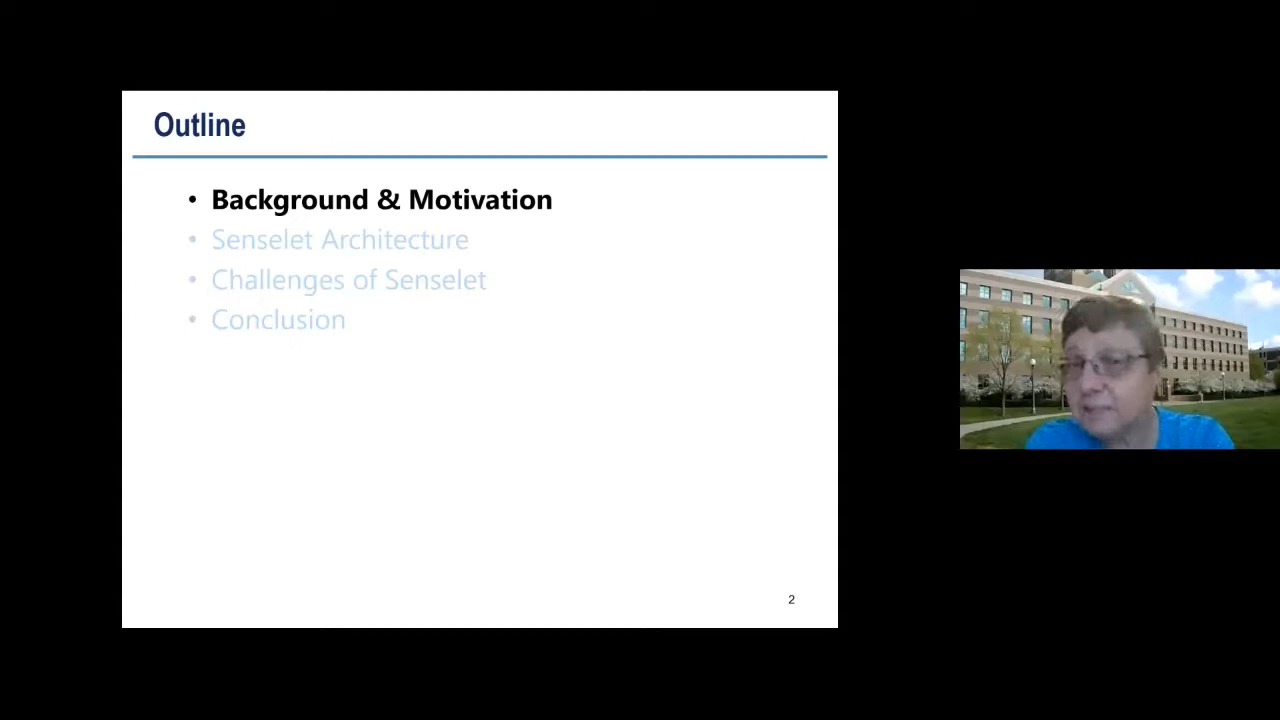 Outline
• Background & Motivation
• Senselet Architecture
• Challenges of Senselet
• Conclusion
2